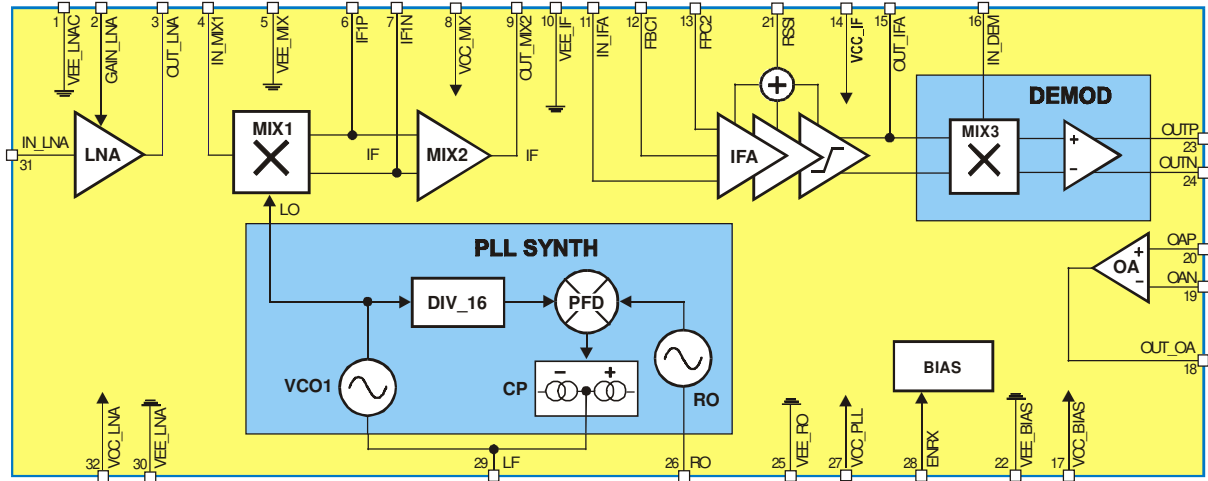 1 VEE_LNAC
2 GAIN_LNA
3 OUT_LNA
4 IN_MIX1
5 VEE_MIX
6 IF1P
7 IF1N
8 VCC_MIX
9 OUT_MIX2
10 VEE_IF
11 IN_IFA
12 FBC1
13 FPC2
21 RSSI
14 VCC_IF
15 OUT_IFA
16 IN_DEM
DEMOD
IN_LNA
31
LNA
MIX1
IF
MIX2
IF
IFA
+
MIX3
+
−
OUTP
23
OUTN
24
LO
PLL SYNTH
DIV_16
PFD
VCO1
CP
− +
RO
OA
+
−
OAP
20
OAN
19
OUT_OA
18
BIAS
32 VCC_LNA
30 VEE_LNA
29 LF
26 RO
25 VEE_RO
27 VCC_PLL
28 ENRX
22 VEE_BIAS
17 VCC_BIAS